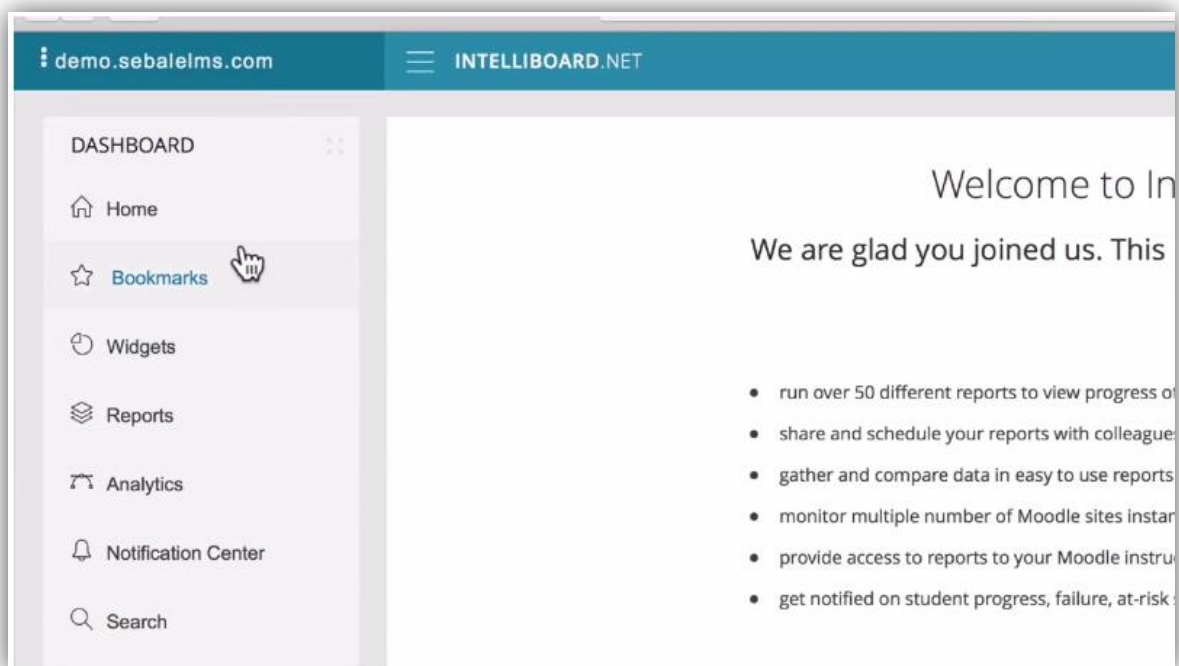 demo.sebalelms.com
INTELLIBOARD.NET
DASHBOARD
Home
Bookmarks
Widgets
Reports
Analytics
Notification Center
Search
Welcome to In
We are glad you joined us. This
run over 50 different reports to view progress of
share and schedule your reports with colleagues
gather and compare data in easy to use reports
monitor multiple number of Moodle sites instan
provide access to reports to your Moodle instru
get notified on student progress, failure, at-risk